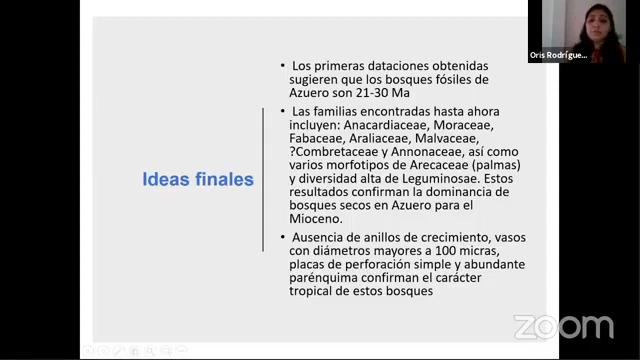 Ideas finales
• Los primeras dataciones obtenidas
sugieren que los bosques fósiles de
Azuero son 21-30 Ma
• Las familias encontradas hasta ahora
incluyen: Anacardiaceae, Moraceae,
Fabaceae, Araliaceae, Malvaceae,
?Combretaceae y Annonaceae, así como
varios morfotipos de Arecaceae (palmas)
y diversidad alta de Leguminosae. Estos
resultados confirman la dominancia de
bosques secos en Azuero para el
Mioceno.
• Ausencia de anillos de crecimiento, vasos
con diámetros mayores a 100 micras,
placas de perforación simple y abundante
parénquima confirman el carácter
tropical de estos bosques
Oris Rodrígue...
zoom